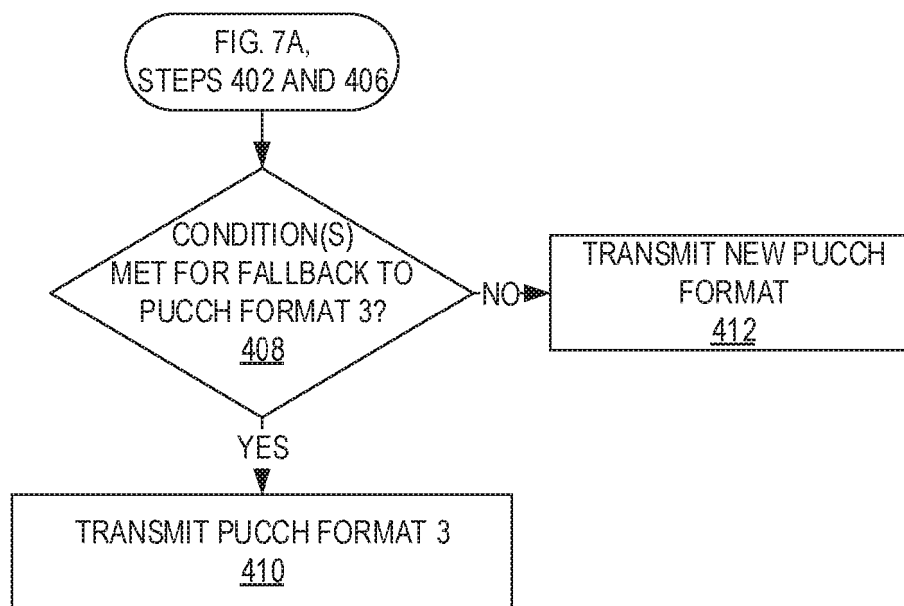 FIG. 7A,
STEPS 402 AND 406
CONDITION(S)
MET FOR FALLBACK TO
PUCCH FORMAT 3?
408
NO
TRANSMIT NEW PUCCH
FORMAT
412
YES
TRANSMIT PUCCH FORMAT 3
410